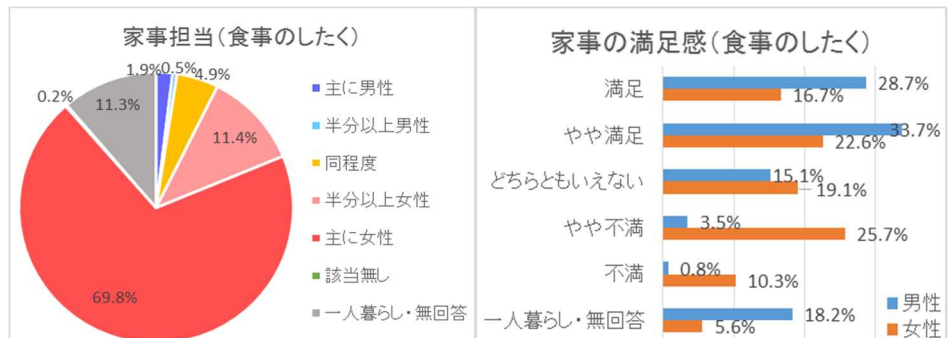 家事担当(食事のしたく)
1.9%
0.5%
4.9%
0.2%
11.3%
11.4%
69.8%
主に男性
半分以上男性
同程度
半分以上女性
主に女性
該当無し
一人暮らし・無回答
家事の満足感(食事のしたく)
満足
28.7%
16.7%
やや満足
33.7%
22.6%
どちらともいえない
15.1%
19.1%
やや不満
3.5%
25.7%
不満
0.8%
10.3%
一人暮らし・無回答
18.2%
5.6%
男性
女性